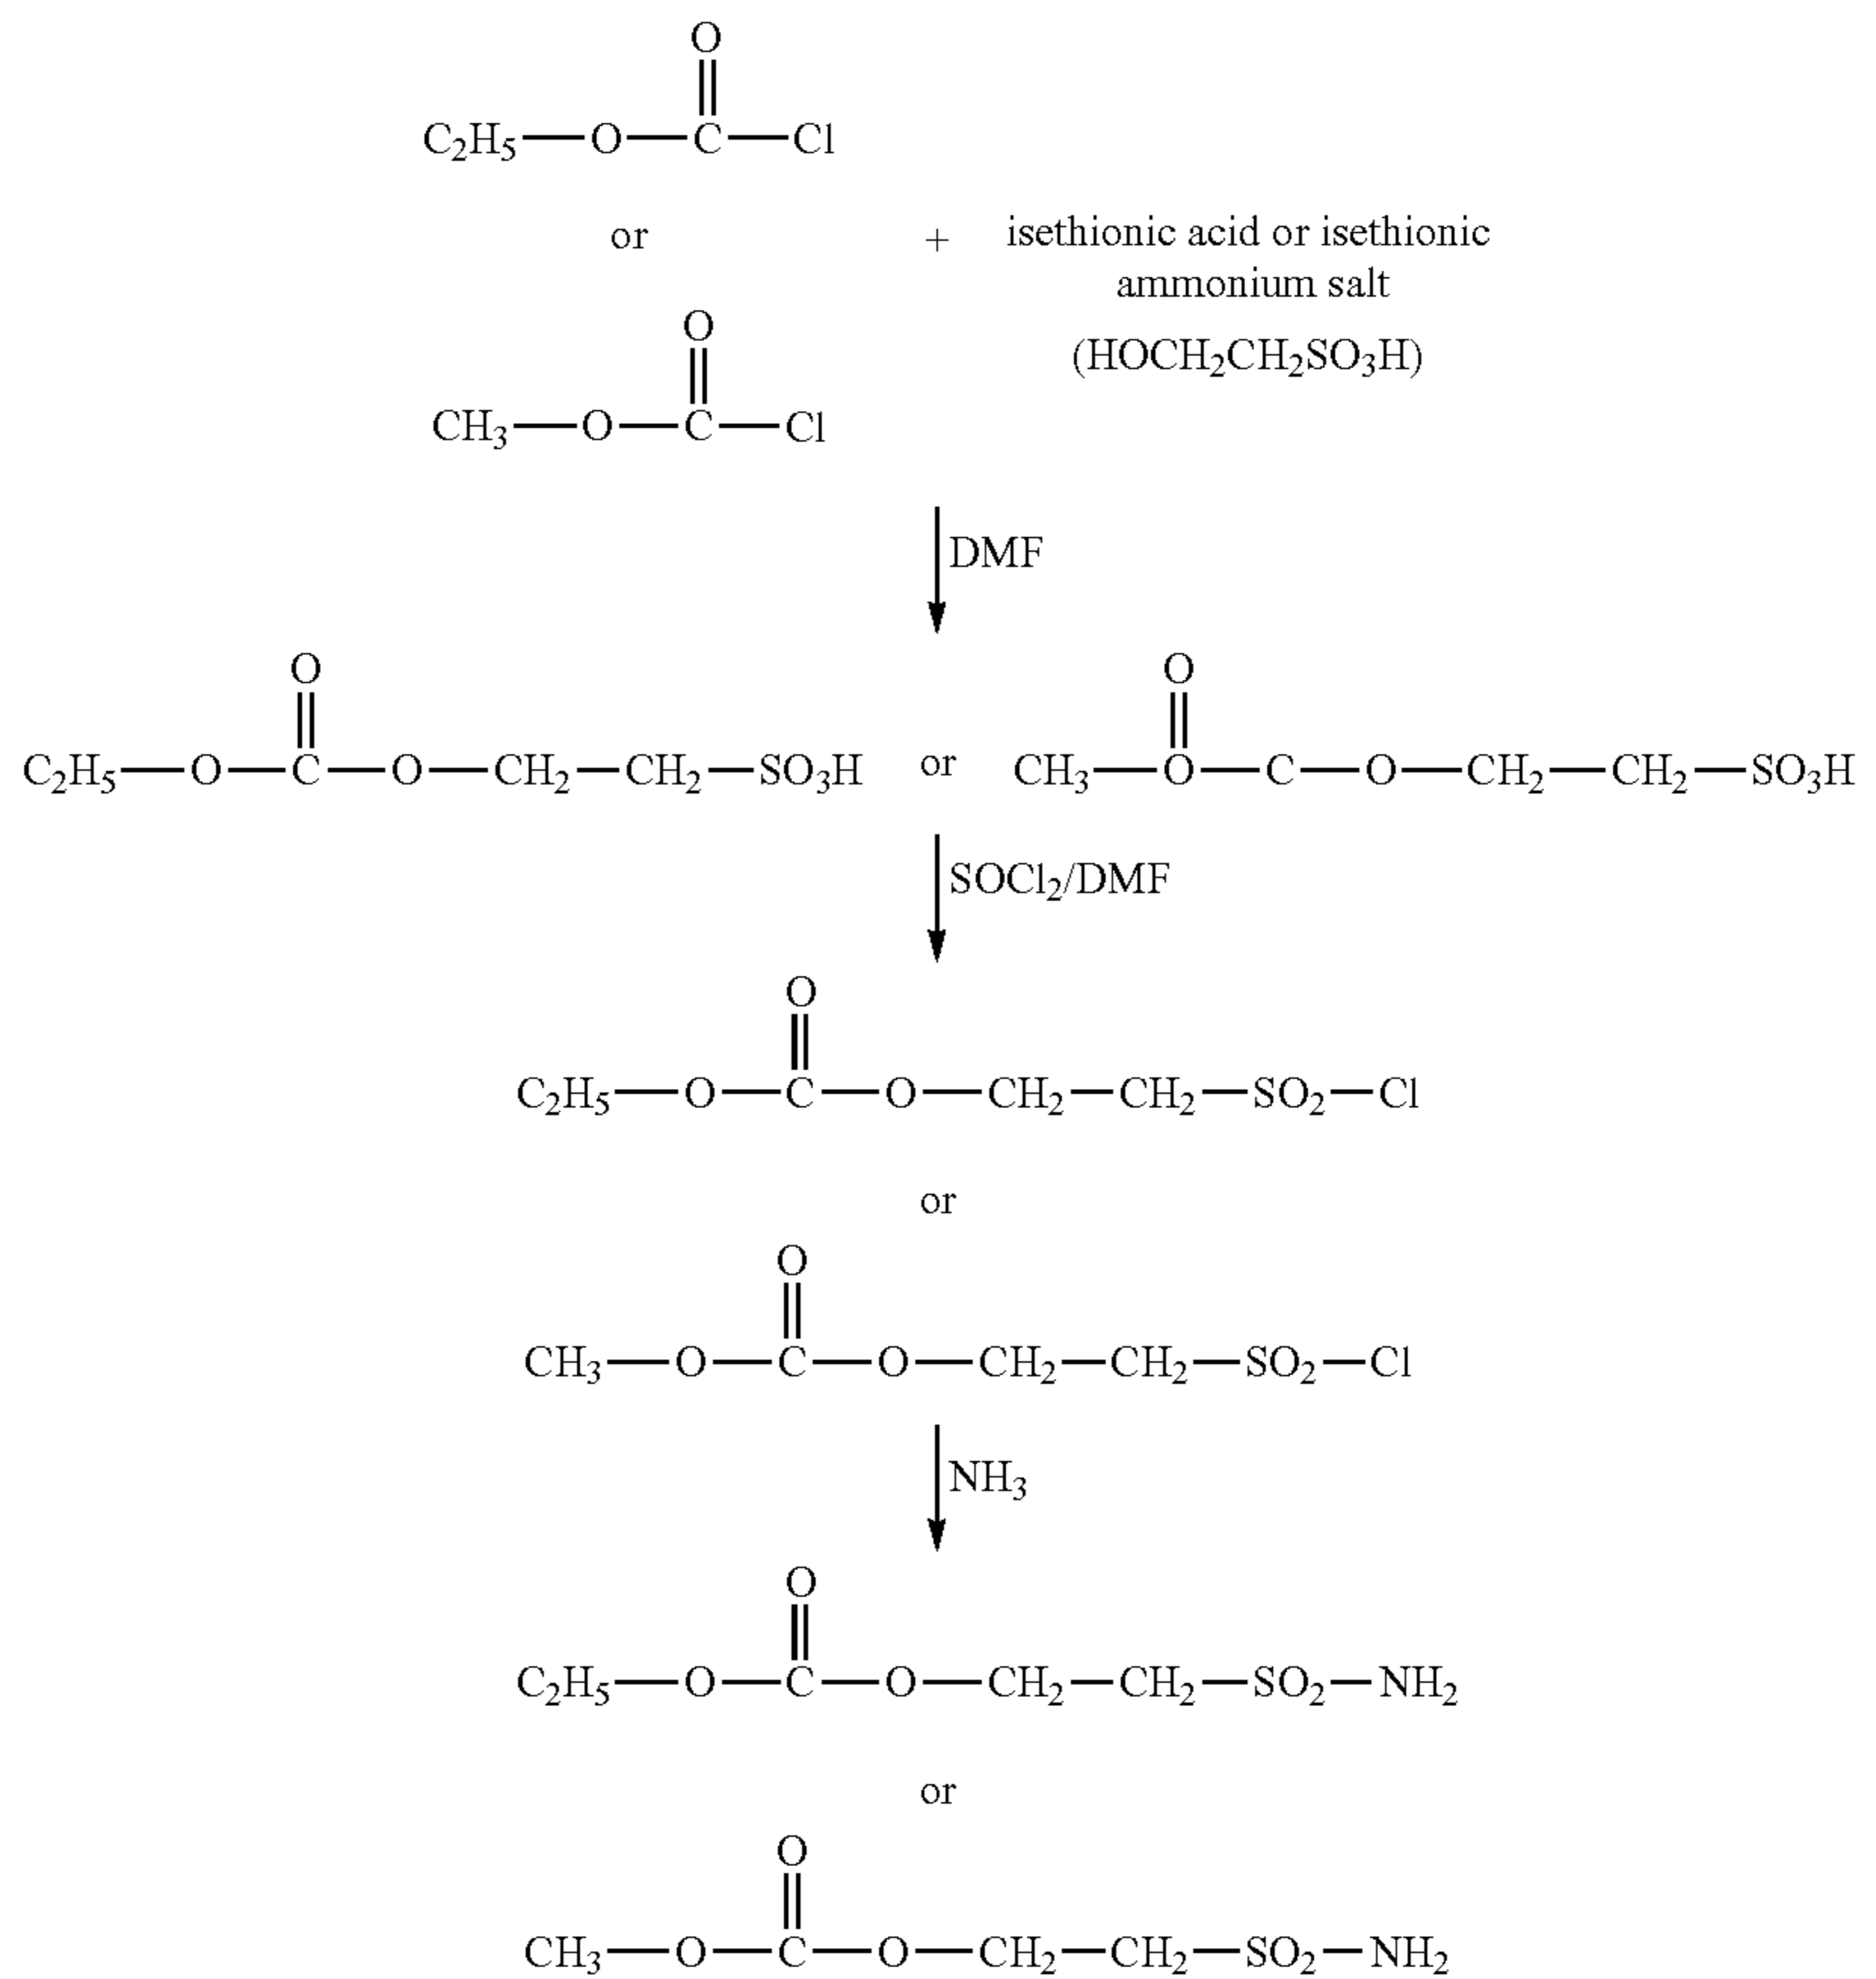 O
C₂H₅—O—C—Cl
or + isethionic acid or isethionic
ammonium salt
(HOCH₂CH₂SO₃H)
O
CH₃—O—C—Cl
DMF
O O
C₂H₅—O—C—O—CH₂—CH₂—SO₃H or CH₃—O—C—O—CH₂—CH₂—SO₃H
SOCl₂/DMF
O
C₂H₅—O—C—O—CH₂—CH₂—SO₂—Cl
or
O
CH₃—O—C—O—CH₂—CH₂—SO₂—Cl
NH₃
O
C₂H₅—O—C—O—CH₂—CH₂—SO₂—NH₂
or
O
CH₃—O—C—O—CH₂—CH₂—SO₂—NH₂